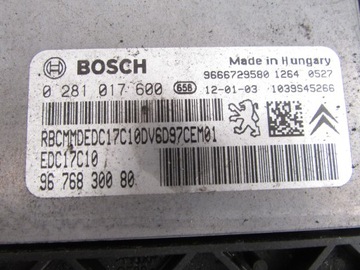 BOSCH
Made in Hungary
9666729580 1264 0527
0 281 017 600 656 12-01-03 1039S45266
RBCMMDEDC17C10DV6D97CEM01
EDC17C10
96 768 300 80